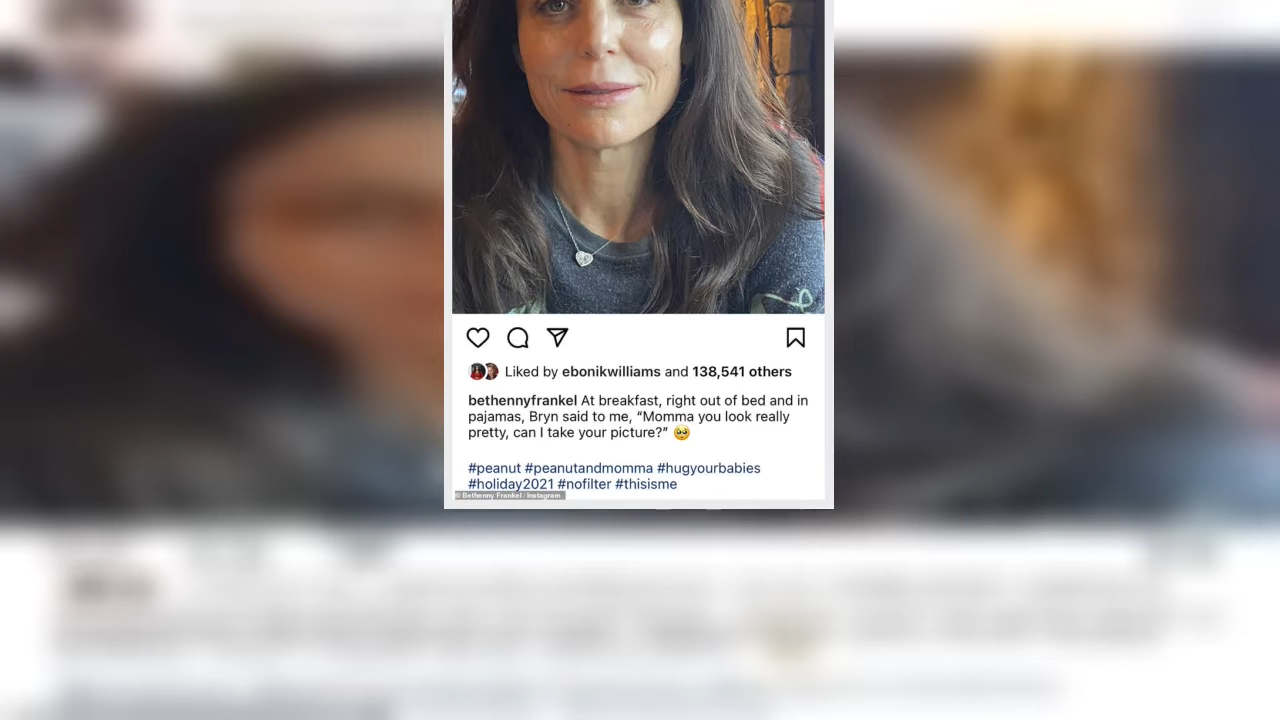 Liked by ebonikwilliams and 138,541 others
bethennyfrankel At breakfast, right out of bed and in
pajamas, Bryn said to me, “Momma you look really
pretty, can I take your picture?” 🥺
#peanut #peanutandmomma #hugyourbabies
#holiday2021 #nofilter #thisisme
© Bethenny Frankel / Instagram